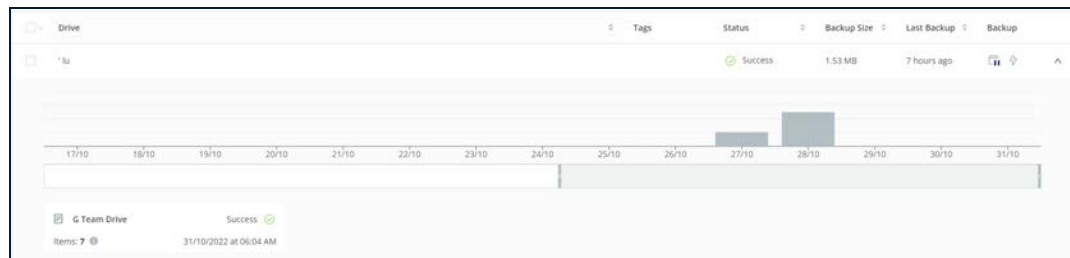 Drive Tags Status Backup Size Last Backup Backup
' lu Success 1.53 MB 7 hours ago
17/10 18/10 19/10 20/10 21/10 22/10 23/10 24/10 25/10 26/10 27/10 28/10 29/10 30/10 31/10
G Team Drive Success
Items: 7 31/10/2022 at 06:04 AM